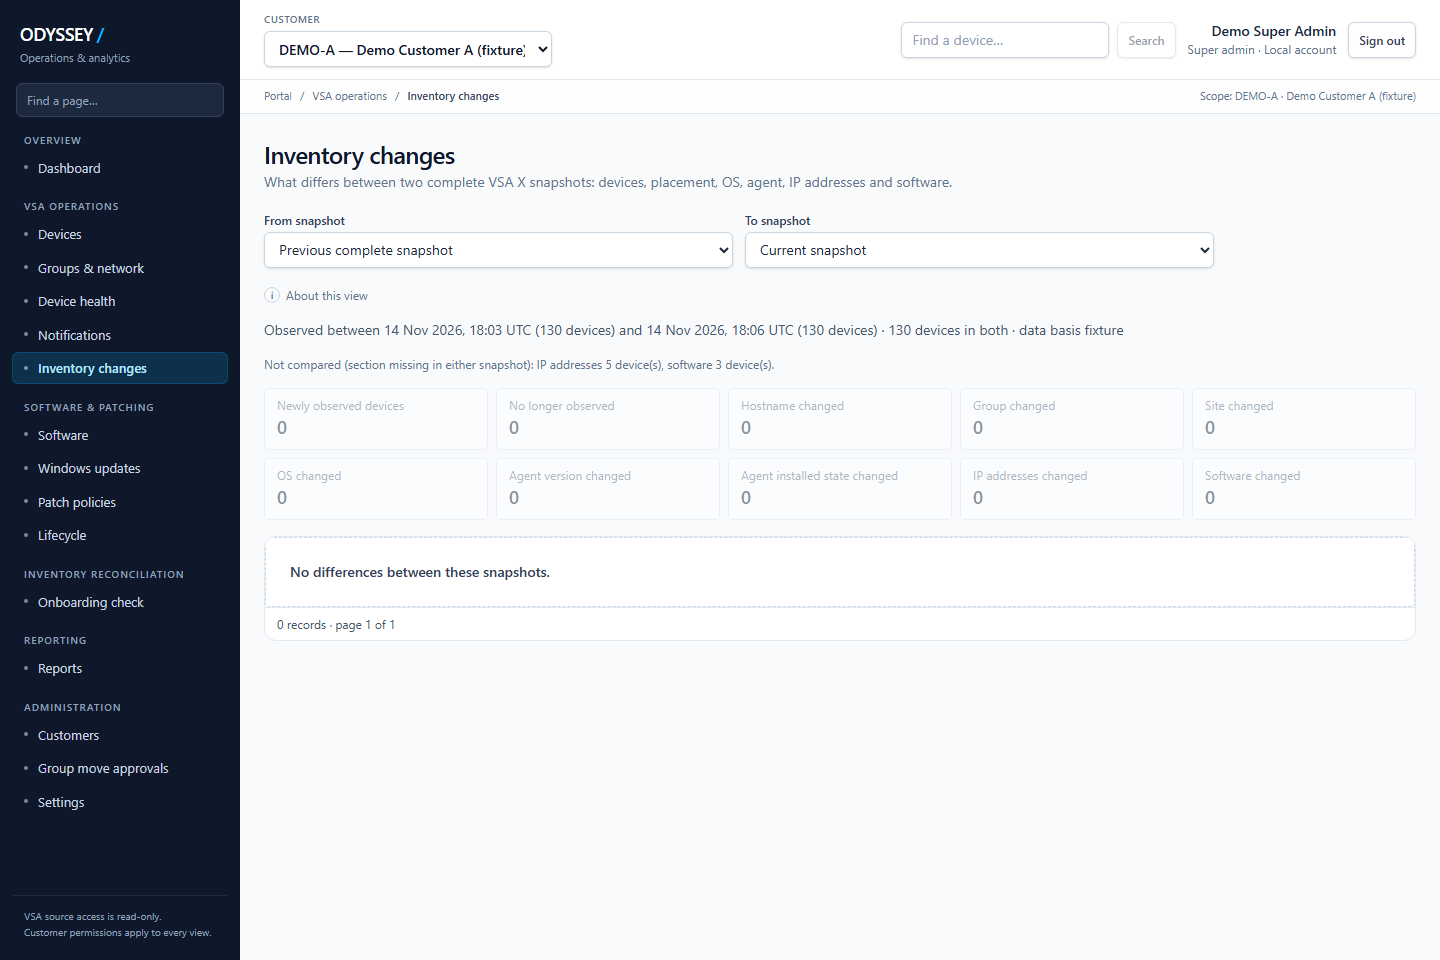 ODYSSEY /
Operations & analytics
Find a page...
OVERVIEW
Dashboard
VSA OPERATIONS
Devices
Groups & network
Device health
Notifications
Inventory changes
SOFTWARE & PATCHING
Software
Windows updates
Patch policies
Lifecycle
INVENTORY RECONCILIATION
Onboarding check
REPORTING
Reports
ADMINISTRATION
Customers
Group move approvals
Settings
VSA source access is read-only.
Customer permissions apply to every view.
CUSTOMER
DEMO-A — Demo Customer A (fixture)
Find a device...
Search
Demo Super Admin
Super admin · Local account
Sign out
Portal / VSA operations / Inventory changes
Scope: DEMO-A · Demo Customer A (fixture)
Inventory changes
What differs between two complete VSA X snapshots: devices, placement, OS, agent, IP addresses and software.
From snapshot
Previous complete snapshot
To snapshot
Current snapshot
i About this view
Observed between 14 Nov 2026, 18:03 UTC (130 devices) and 14 Nov 2026, 18:06 UTC (130 devices) · 130 devices in both · data basis fixture
Not compared (section missing in either snapshot): IP addresses 5 device(s), software 3 device(s).
Newly observed devices
0
No longer observed
0
Hostname changed
0
Group changed
0
Site changed
0
OS changed
0
Agent version changed
0
Agent installed state changed
0
IP addresses changed
0
Software changed
0
No differences between these snapshots.
0 records · page 1 of 1